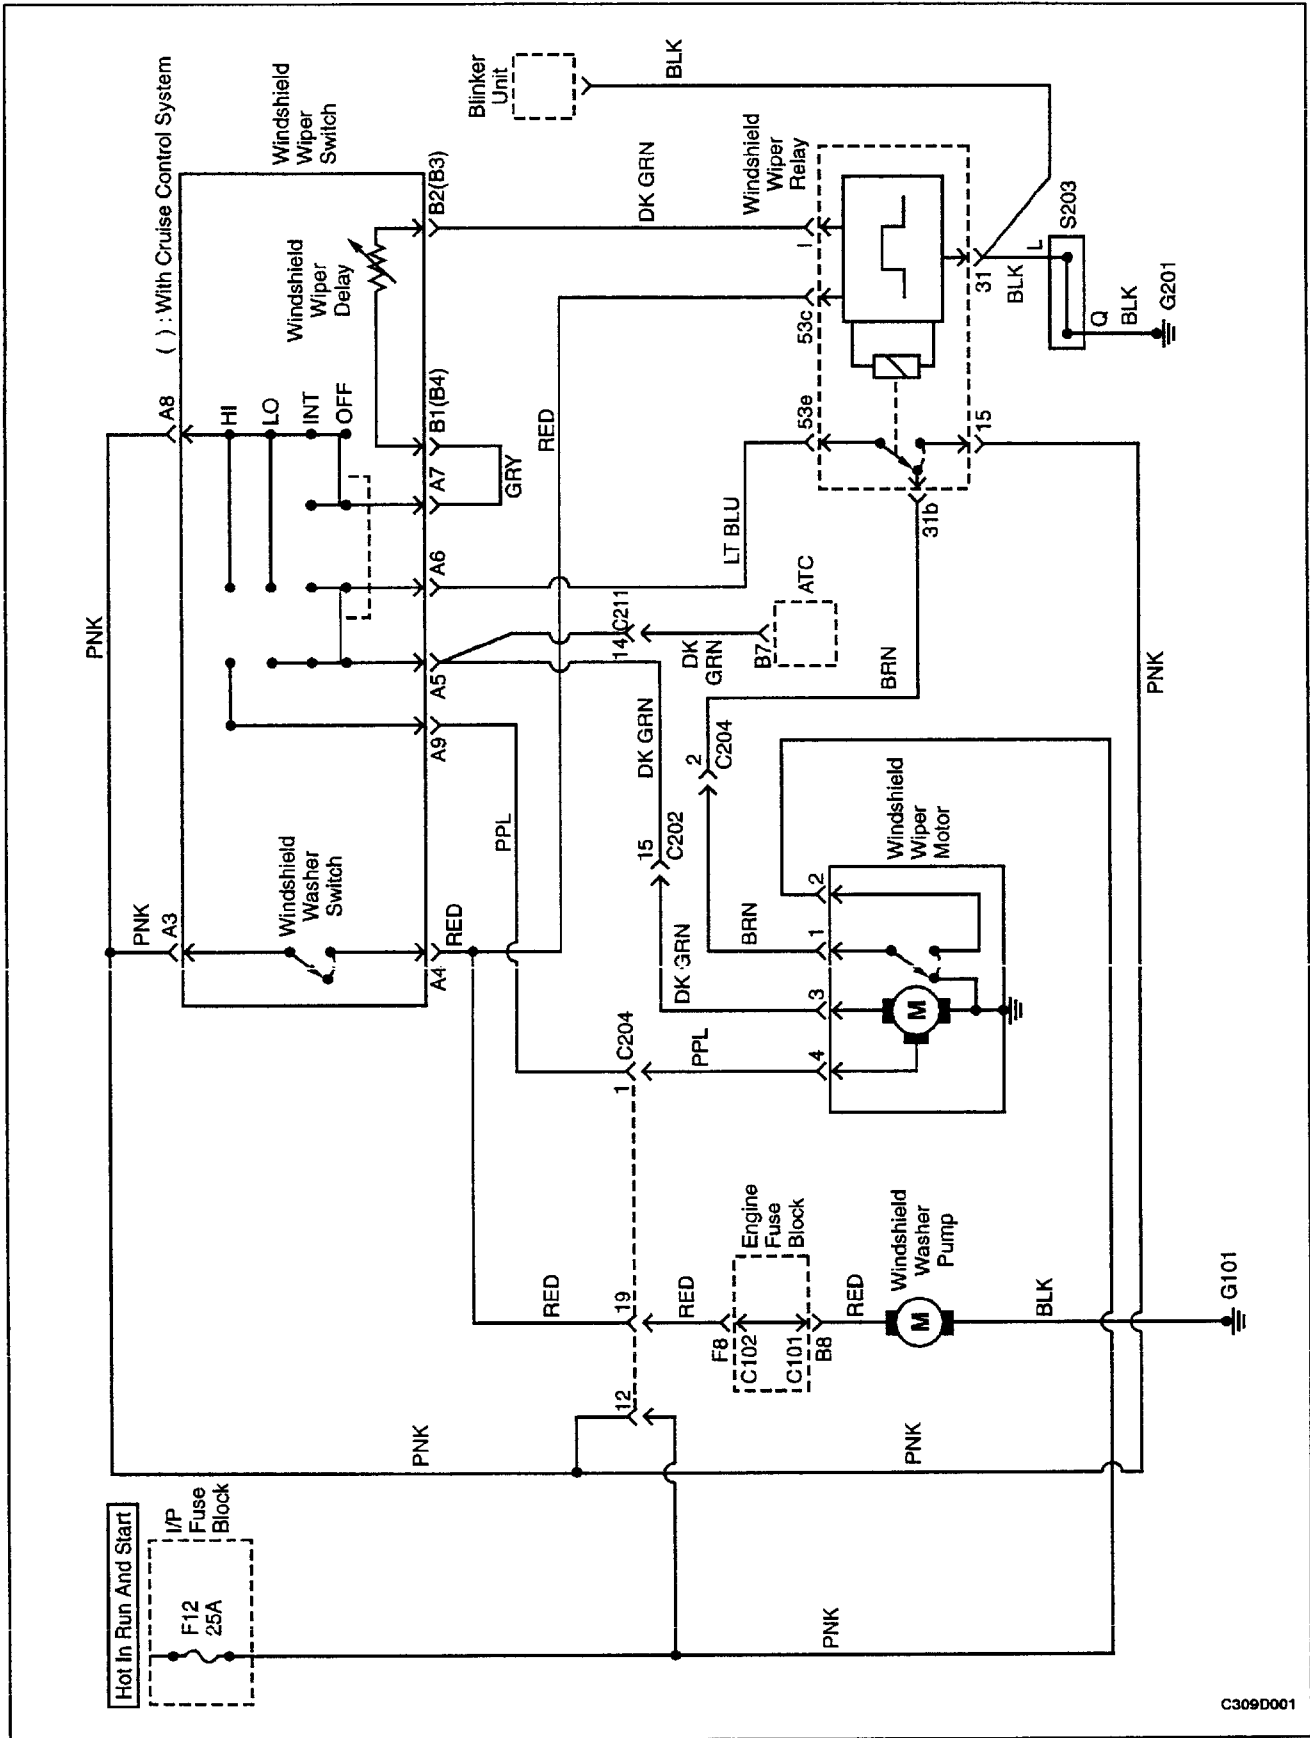 Hot In Run And Start
I/P
Fuse
Block
F12
25A
PNK
PNK
PNK
12
PNK
PNK
A3
( ) : With Cruise Control System
A8
Windshield
Wiper
Switch
HI
LO
INT
OFF
Windshield
Wiper
Delay
Windshield
Washer
Switch
A4
A9
A5
A6
A7
B1(B4)
B2(B3)
RED
PPL
GRY
RED
DK GRN
Blinker
Unit
BLK
RED
19
1
C204
PPL
DK GRN
15
C202
DK GRN
14
C211
DK
GRN
B7
ATC
LT BLU
2
C204
BRN
BRN
RED
F8
C102
C101
B8
Engine
Fuse
Block
RED
Windshield
Washer
Pump
BLK
G101
M
4
3
1
2
M
Windshield
Wiper
Motor
Windshield
Wiper
Relay
53e
53c
I
31b
15
31
PNK
BLK
L
S203
Q
BLK
G201
C309D001